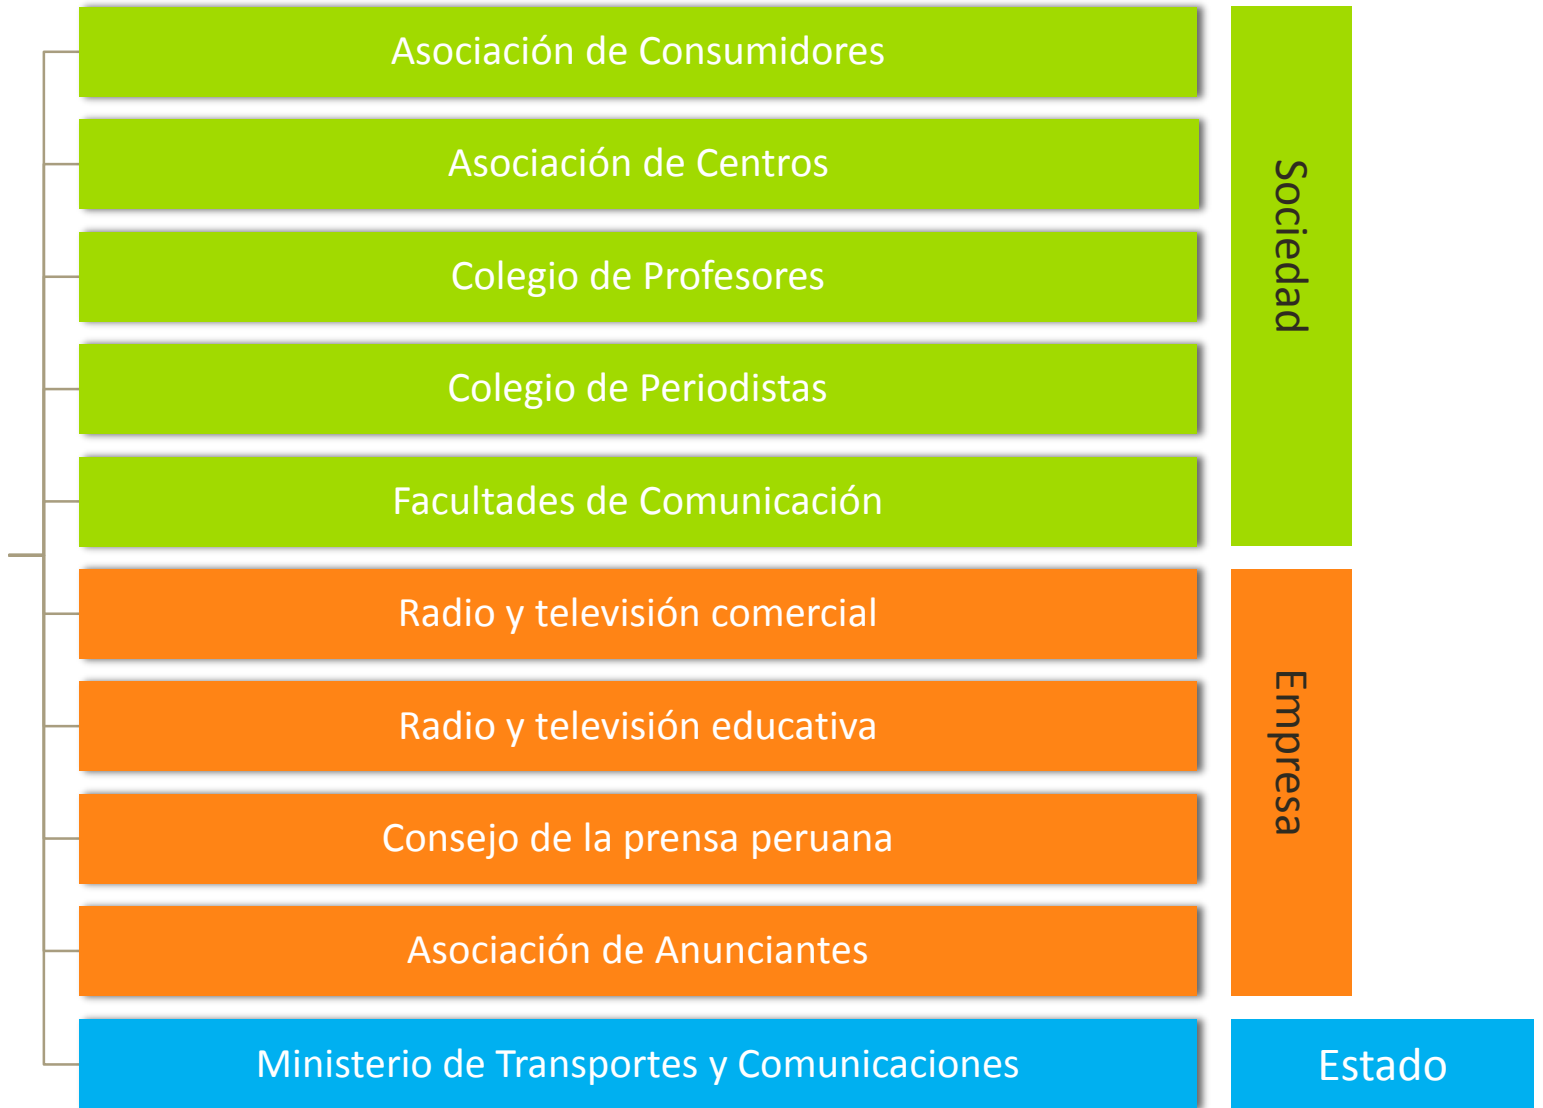 Asociación de Consumidores
Asociación de Centros
Colegio de Profesores
Colegio de Periodistas
Facultades de Comunicación
Sociedad
Radio y televisión comercial
Radio y televisión educativa
Consejo de la prensa peruana
Asociación de Anunciantes
Empresa
Ministerio de Transportes y Comunicaciones
Estado